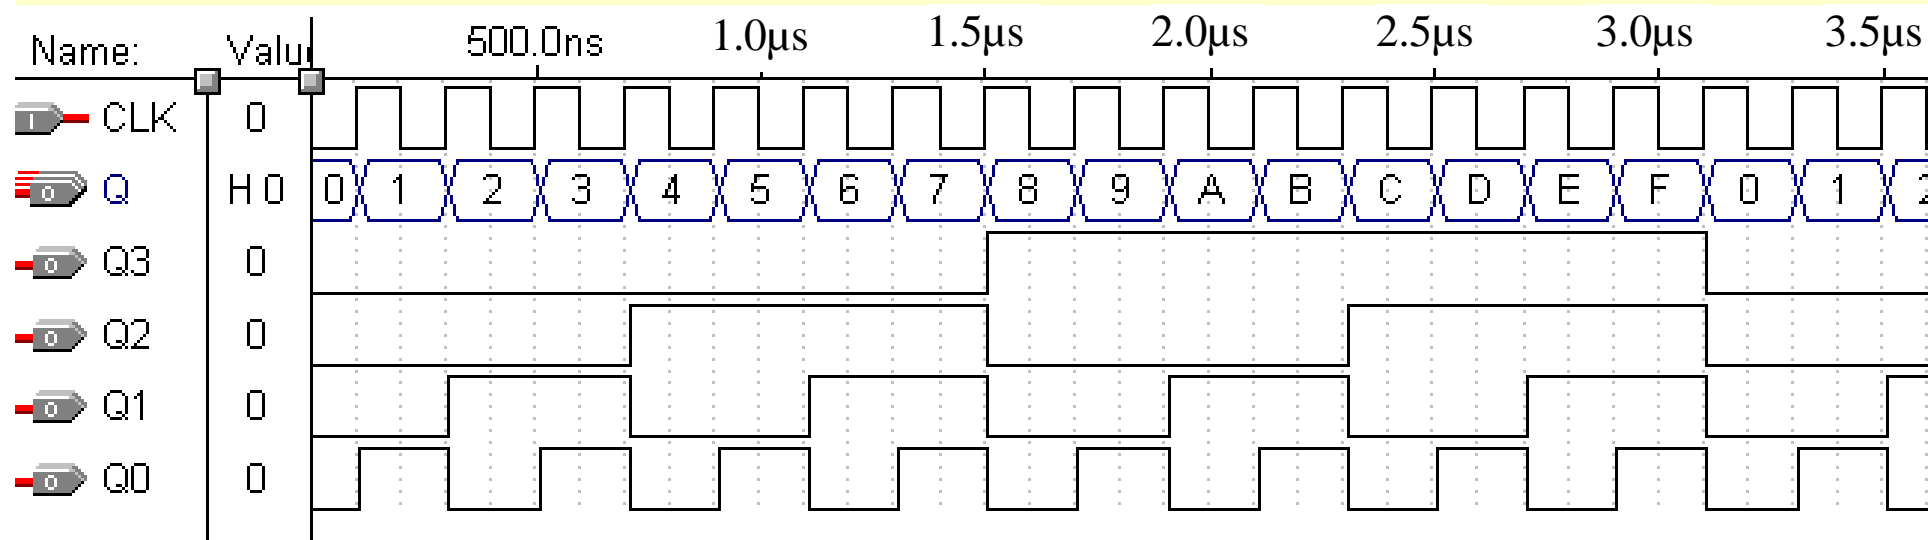 Name: Valu 500.0ns 1.0µs 1.5µs 2.0µs 2.5µs 3.0µs 3.5µs
I CLK 0
O Q H 0 0 1 2 3 4 5 6 7 8 9 A B C D E F 0 1 2
O Q3 0
O Q2 0
O Q1 0
O Q0 0